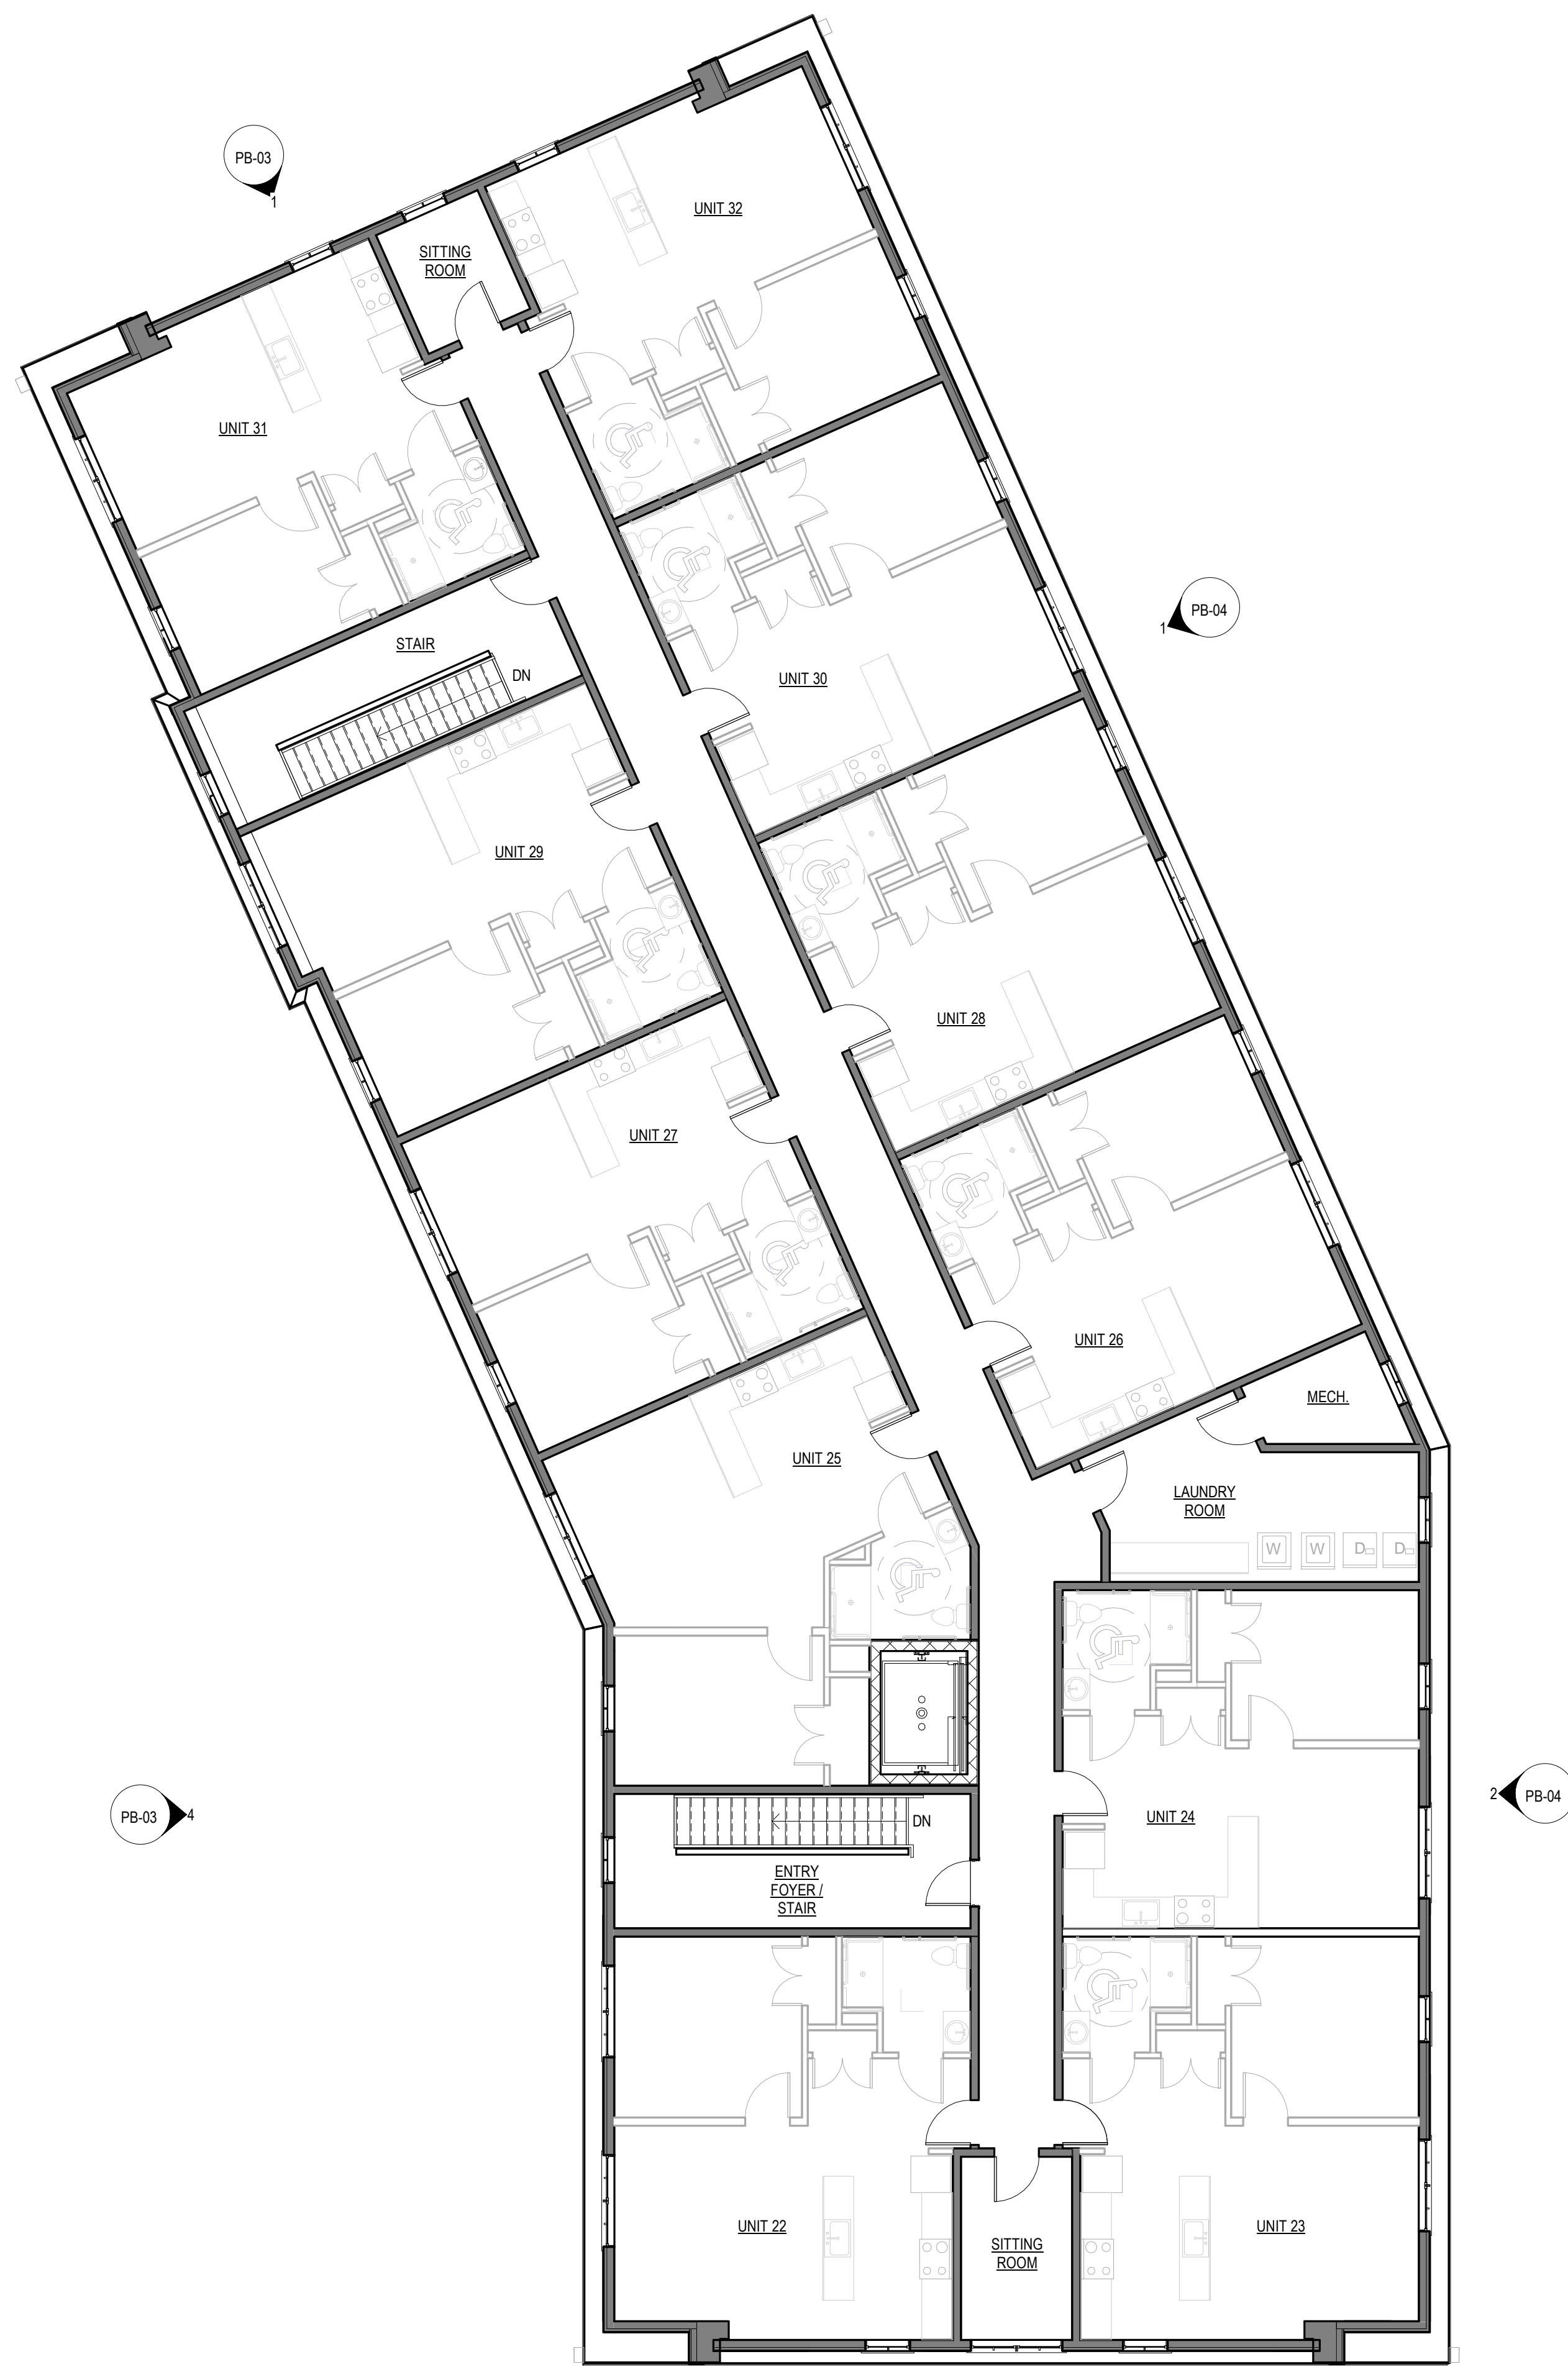 PB-03
1
UNIT 32
SITTING
ROOM
UNIT 31
PB-04
1
STAIR
DN
UNIT 30
UNIT 29
UNIT 28
UNIT 27
UNIT 26
MECH.
UNIT 25
LAUNDRY
ROOM
W
W
D
D
PB-03
4
2
PB-04
UNIT 24
DN
ENTRY
FOYER /
STAIR
UNIT 22
UNIT 23
SITTING
ROOM